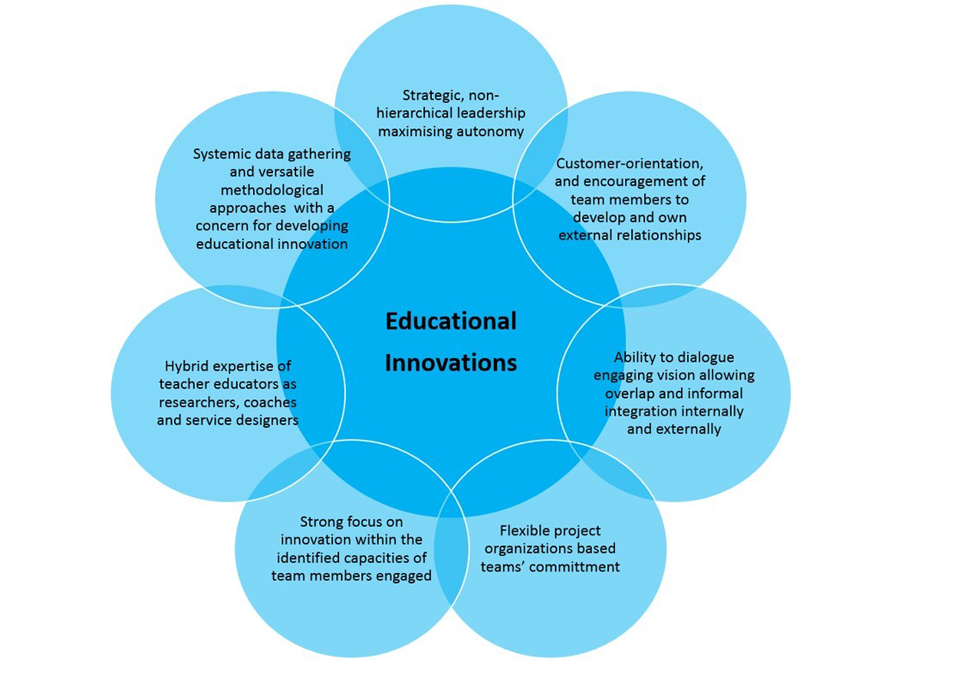 Strategic, non-
hierarchical leadership
maximising autonomy
Customer-orientation,
and encouragement of
team members to
develop and own
external relationships
Ability to dialogue
engaging vision allowing
overlap and informal
integration internally
and externally
Flexible project
organizations based
teams’ committment
Strong focus on
innovation within the
identified capacities of
team members engaged
Hybrid expertise of
teacher educators as
researchers, coaches
and service designers
Systemic data gathering
and versatile
methodological
approaches  with a
concern for developing
educational innovation
Educational
Innovations